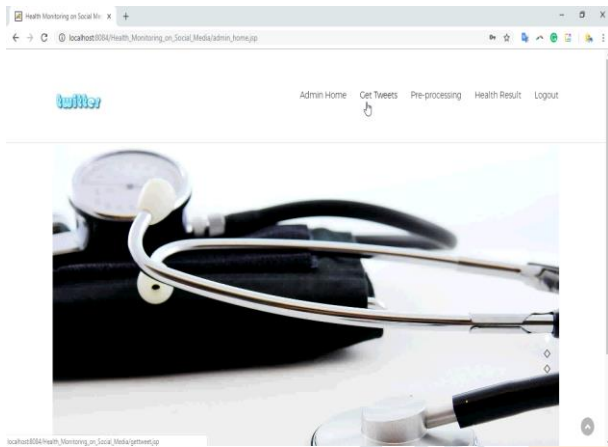 Health Monitoring on Social Me
localhost:8084/Health_Monitoring_on_Social_Media/admin_home.jsp
twitter
Admin Home Get Tweets Pre-processing Health Result Logout
localhost:8084/Health_Monitoring_on_Social_Media/gettweet.jsp